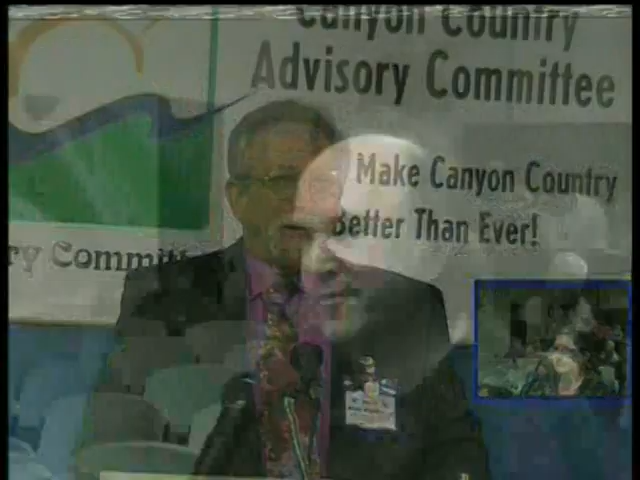 Canyon Country
Advisory Committee
Make Canyon Country
Better Than Ever!
ry Committ